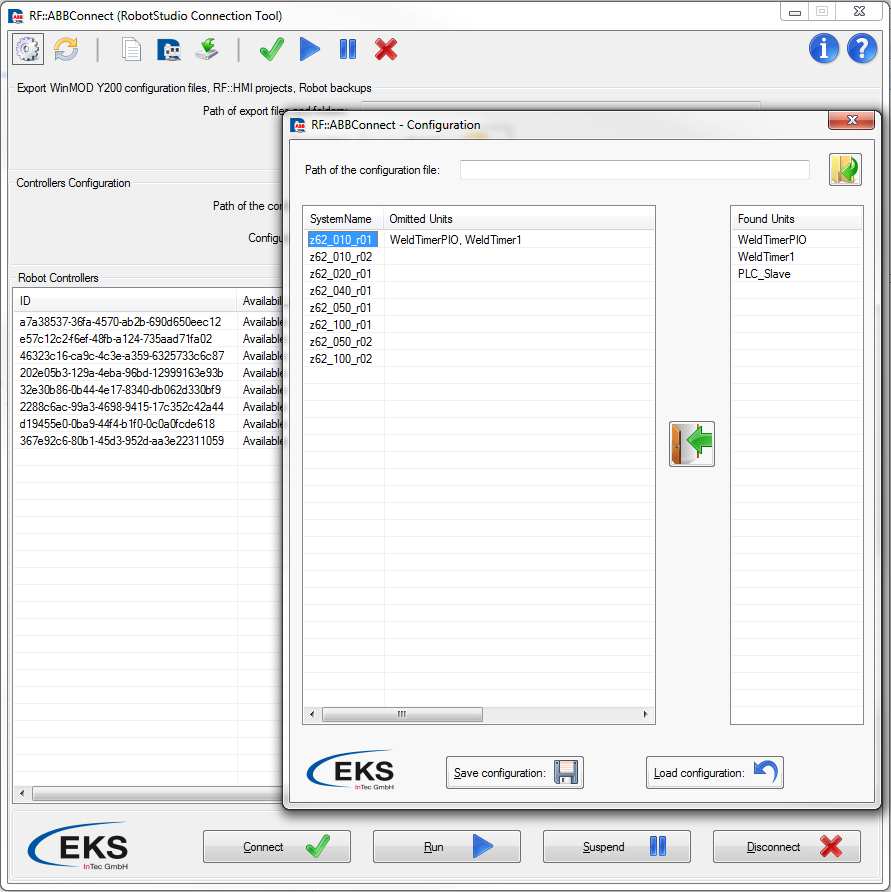 RF::ABBConnect (RobotStudio Connection Tool)
Export WinMOD Y200 configuration files, RF::HMI projects, Robot backups
Path of export files and folders:
RF::ABBConnect - Configuration
Path of the configuration file:
Controllers Configuration
Path of the con
Configu
SystemName Omitted Units
Found Units
z62_010_r01 WeldTimerPIO, WeldTimer1
WeldTimerPIO
z62_010_r02
WeldTimer1
z62_020_r01
PLC_Slave
z62_040_r01
z62_050_r01
z62_100_r01
z62_050_r02
z62_100_r02
Robot Controllers
ID Availabil
a7a38537-36fa-4570-ab2b-690d650eec12 Available
e57c12c2-f6ef-48fb-a124-735aad71fa02 Available
46323c16-ca9c-4c3e-a359-6325733c6c87 Available
202e05b3-129a-4eba-96bd-12999163e93b Available
32e30b86-0b44-4e17-8340-db062d330bf9 Available
2288c6ac-99a3-4698-9415-17c352c42a44 Available
d19455e0-0ba9-44f4-b1f0-0c0a0fcde618 Available
367e92c6-80b1-45d3-952d-aa3e22311059 Available
EKS
InTec GmbH
Save configuration:
Load configuration:
EKS
InTec GmbH
Connect
Run
Suspend
Disconnect